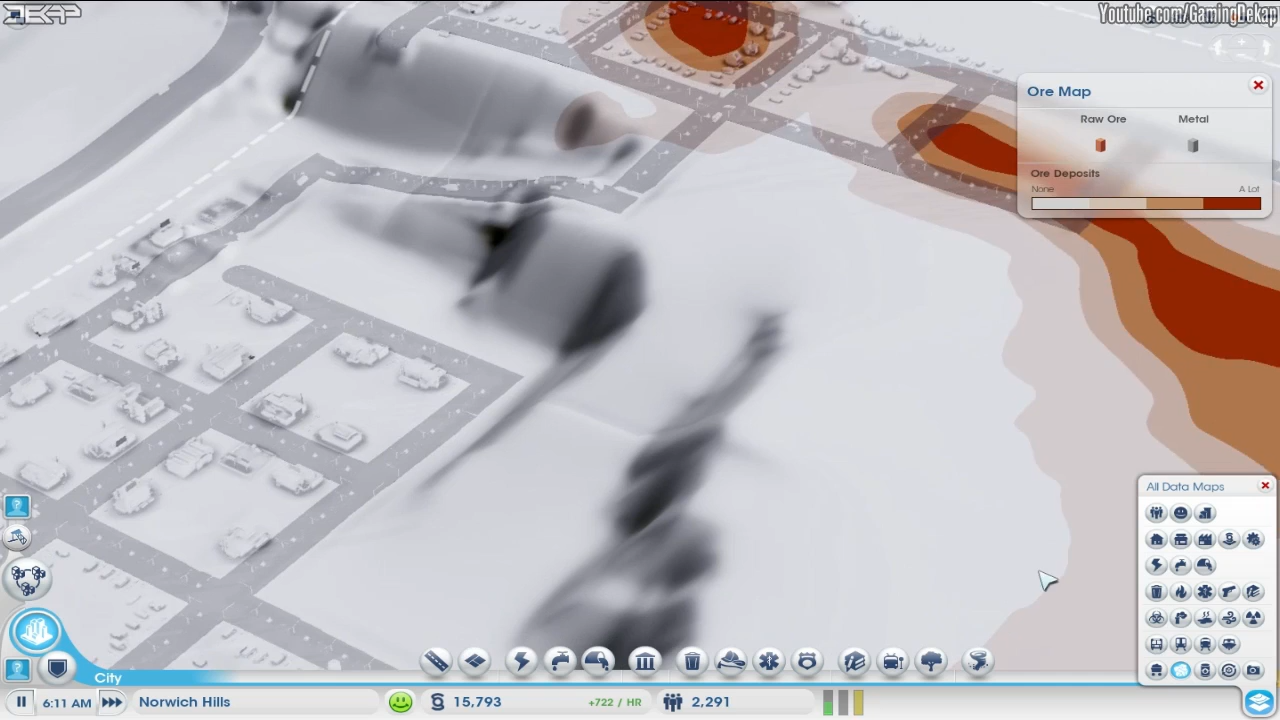 ZEKAP
Youtube.com/GamingDekap
Ore Map
Raw Ore
Metal
Ore Deposits
None
A Lot
All Data Maps
City
6:11 AM
Norwich Hills
15,793
+722 / HR
2,291